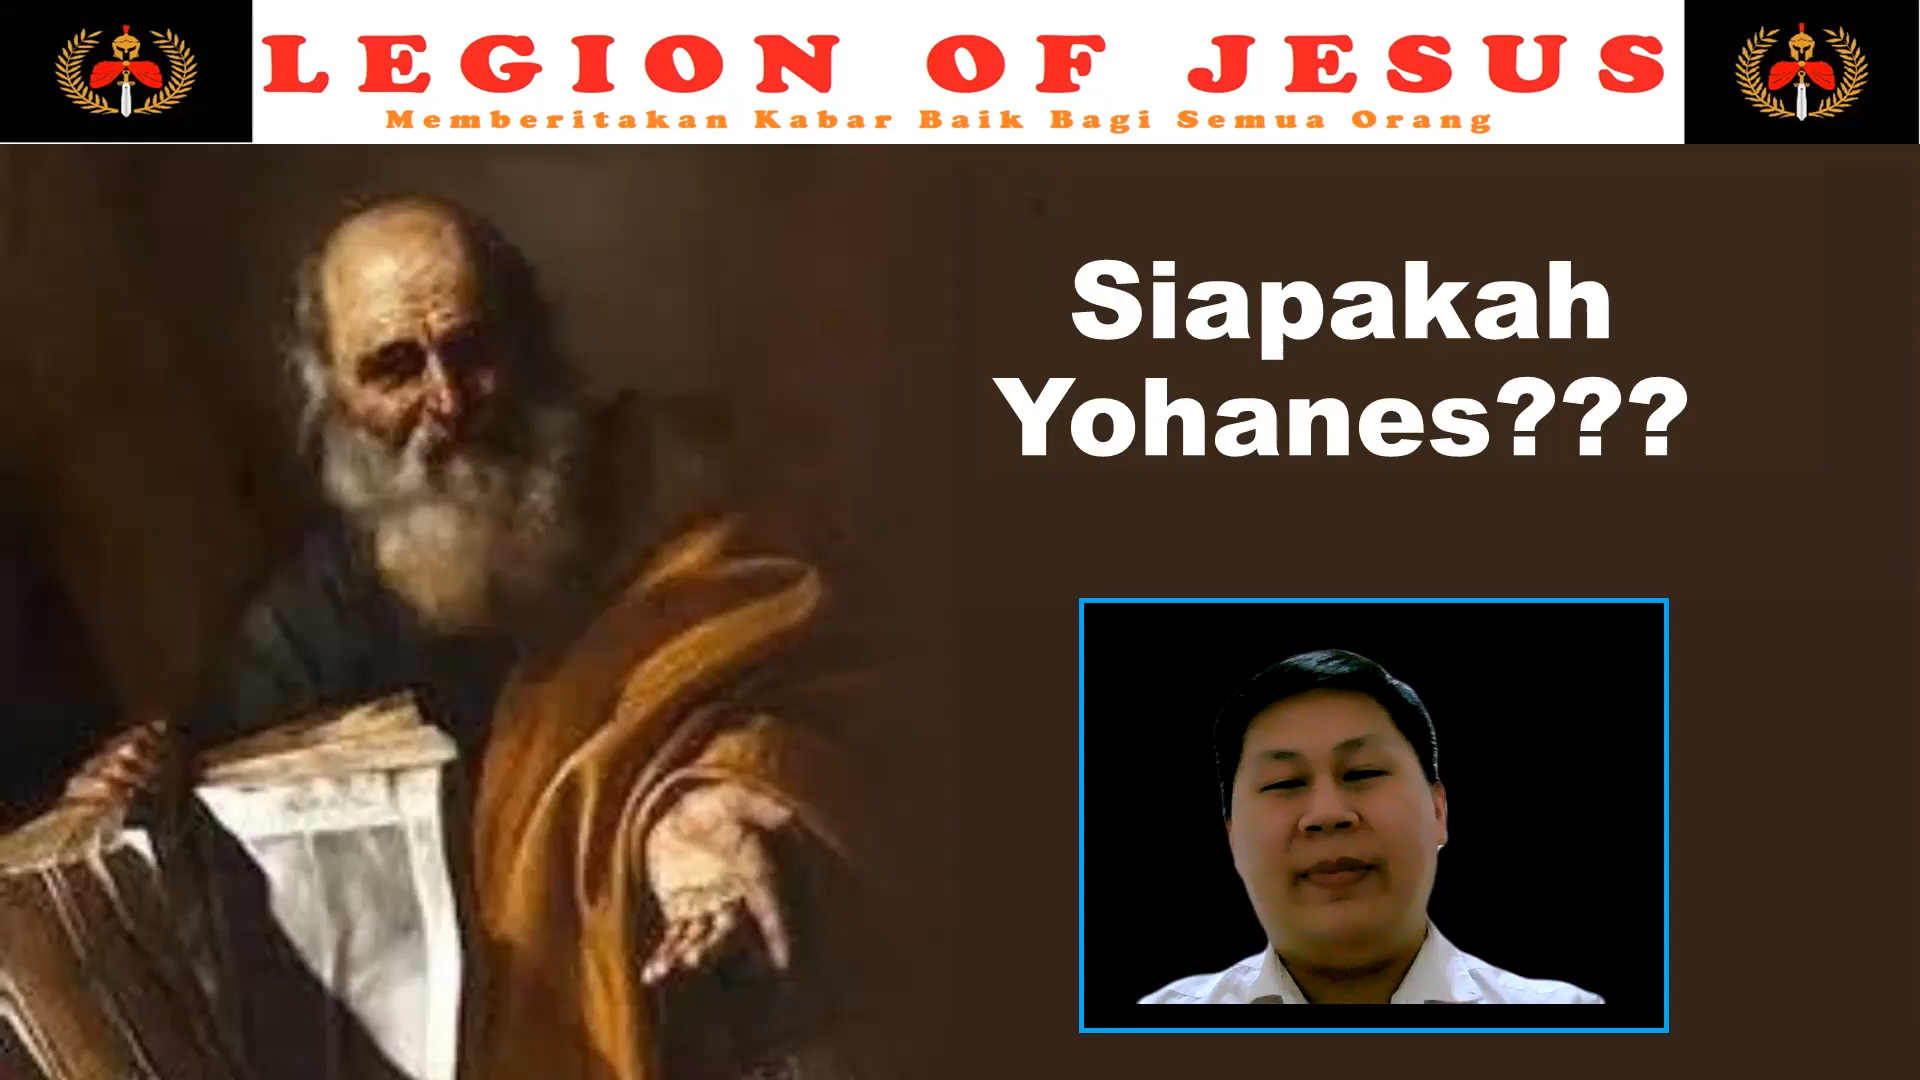 LEGION OF JESUS
Memberitakan Kabar Baik Bagi Semua Orang
Siapakah
Yohanes???